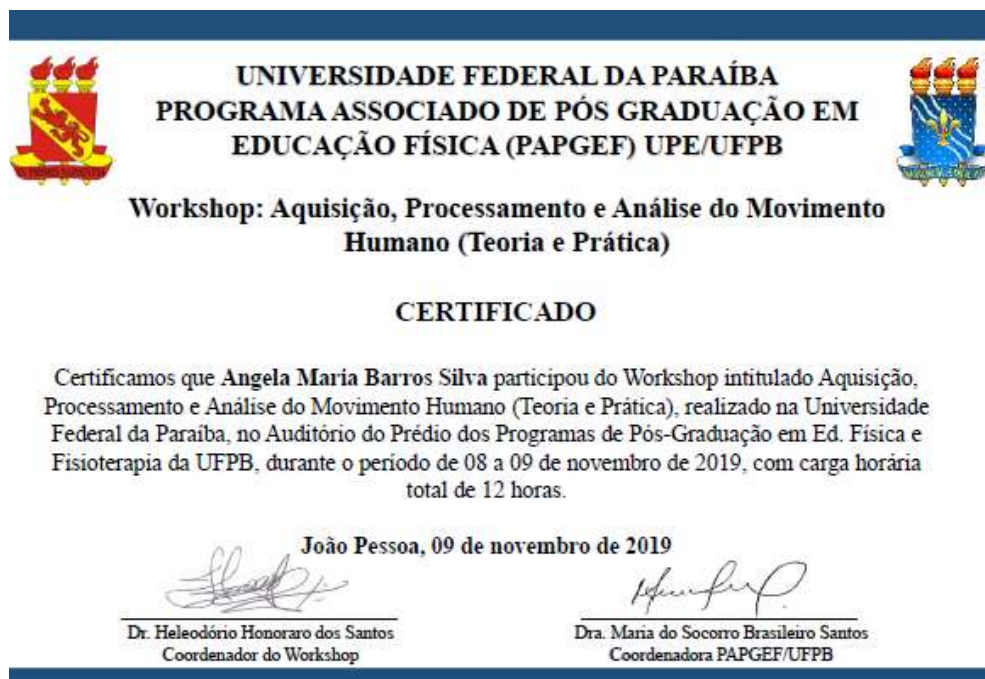 UNIVERSIDADE FEDERAL DA PARAÍBA
PROGRAMA ASSOCIADO DE PÓS GRADUAÇÃO EM
EDUCAÇÃO FÍSICA (PAPGEF) UPE/UFPB
Workshop: Aquisição, Processamento e Análise do Movimento
Humano (Teoria e Prática)
CERTIFICADO
Certificamos que Angela Maria Barros Silva participou do Workshop intitulado Aquisição,
Processamento e Análise do Movimento Humano (Teoria e Prática), realizado na Universidade
Federal da Paraíba, no Auditório do Prédio dos Programas de Pós-Graduação em Ed. Física e
Fisioterapia da UFPB, durante o período de 08 a 09 de novembro de 2019, com carga horária
total de 12 horas.
João Pessoa, 09 de novembro de 2019
Dr. Heleodório Honoraro dos Santos
Coordenador do Workshop
Dra. Maria do Socorro Brasileiro Santos
Coordenadora PAPGEF/UFPB